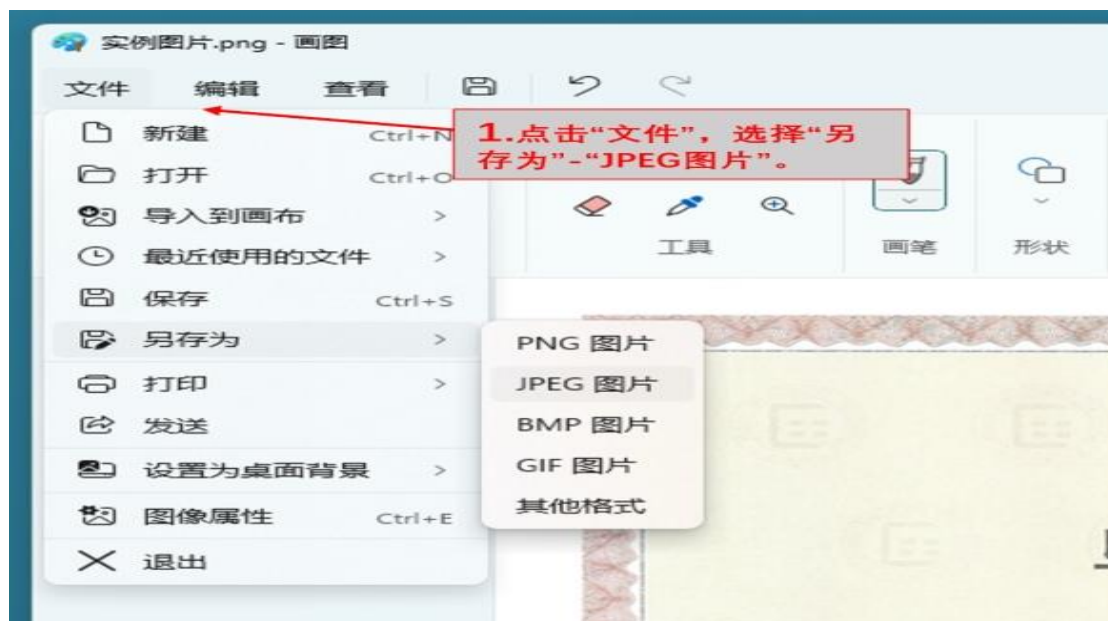 实例图片.png - 画图
文件 编辑 查看
新建 Ctrl+N
1.点击“文件”，选择“另
存为”-“JPEG图片”。
打开 Ctrl+O
导入到画布 >
最近使用的文件 >
工具 画笔 形状
保存 Ctrl+S
另存为 >
PNG 图片
JPEG 图片
BMP 图片
GIF 图片
其他格式
打印 >
发送
设置为桌面背景 >
图像属性 Ctrl+E
退出